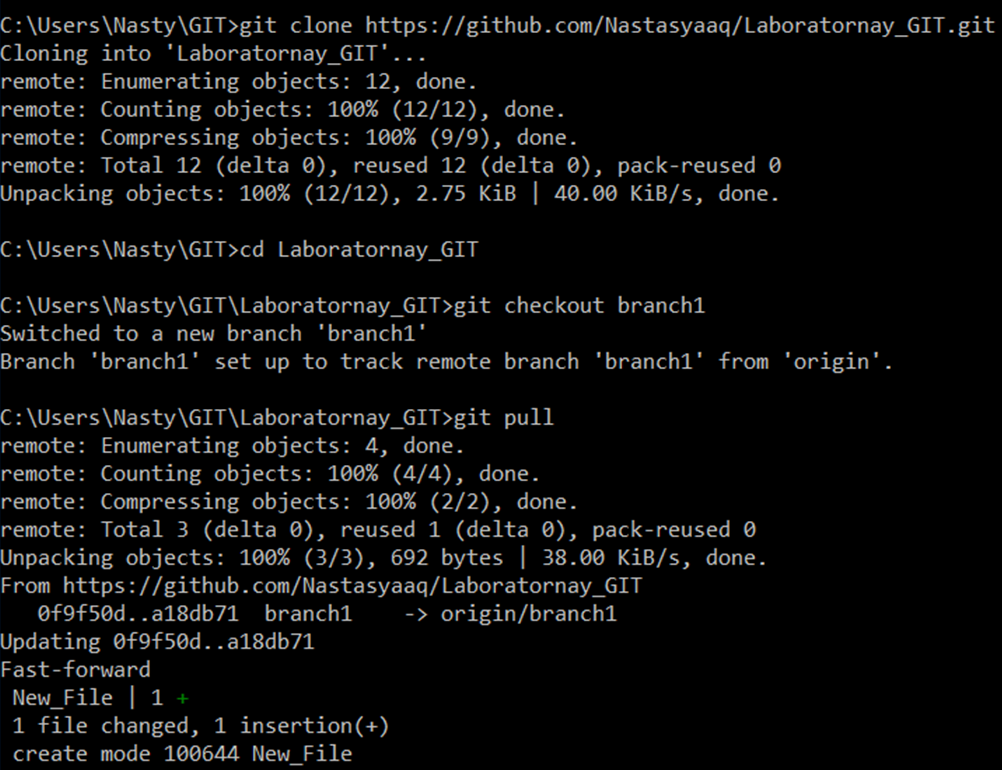 C:\Users\Nasty\GIT>git clone https://github.com/Nastasyaaq/Laboratornay_GIT.git
Cloning into 'Laboratornay_GIT'...
remote: Enumerating objects: 12, done.
remote: Counting objects: 100% (12/12), done.
remote: Compressing objects: 100% (9/9), done.
remote: Total 12 (delta 0), reused 12 (delta 0), pack-reused 0
Unpacking objects: 100% (12/12), 2.75 KiB | 40.00 KiB/s, done.
C:\Users\Nasty\GIT>cd Laboratornay_GIT
C:\Users\Nasty\GIT\Laboratornay_GIT>git checkout branch1
Switched to a new branch 'branch1'
Branch 'branch1' set up to track remote branch 'branch1' from 'origin'.
C:\Users\Nasty\GIT\Laboratornay_GIT>git pull
remote: Enumerating objects: 4, done.
remote: Counting objects: 100% (4/4), done.
remote: Compressing objects: 100% (2/2), done.
remote: Total 3 (delta 0), reused 1 (delta 0), pack-reused 0
Unpacking objects: 100% (3/3), 692 bytes | 38.00 KiB/s, done.
From https://github.com/Nastasyaaq/Laboratornay_GIT
   0f9f50d..a18db71  branch1    -> origin/branch1
Updating 0f9f50d..a18db71
Fast-forward
 New_File | 1 +
 1 file changed, 1 insertion(+)
 create mode 100644 New_File